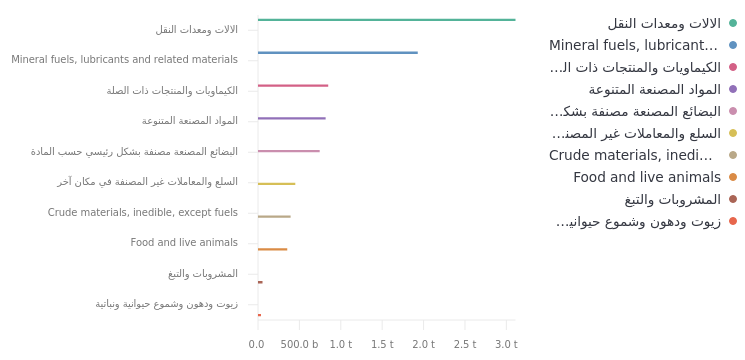 الالات ومعدات النقل
Mineral fuels, lubricants and related materials
الكيماويات والمنتجات ذات الصلة
المواد المصنعة المتنوعة
البضائع المصنعة مصنفة بشكل رئيسي حسب المادة
السلع والمعاملات غير المصنفة في مكان آخر
Crude materials, inedible, except fuels
Food and live animals
المشروبات والتبغ
زيوت ودهون وشموع حيوانية ونباتية
0.0 500.0 b 1.0 t 1.5 t 2.0 t 2.5 t 3.0 t
الالات ومعدات النقل
Mineral fuels, lubricant...
الكيماويات والمنتجات ذات الـ...
المواد المصنعة المتنوعة
البضائع المصنعة مصنفة بشكـ...
السلع والمعاملات غير المصنـ...
Crude materials, inedi...
Food and live animals
المشروبات والتبغ
زيوت ودهون وشموع حيوانيـ...